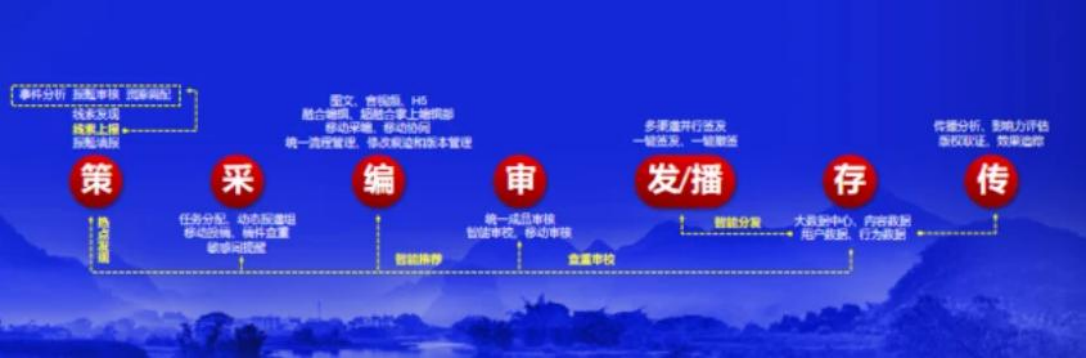 事件分析 报题审核 资源调配
线索发现
线索上报
报题填报
策
热点发现
采
任务分配、动态报道组
移动投稿、稿件查重
敏感词提醒
图文、音视频、H5
融合编辑、超融合掌上编辑部
移动采编、移动协同
统一流程管理、修改痕迹和版本管理
编
智能推荐
审
统一成品审核
智能审校、移动审核
查重审校
多渠道并行签发
一键签发、一键撤签
发/播
智能分发
存
大数据中心、内容数据
用户数据、行为数据
传播分析、影响力评估
版权取证、效果追踪
传